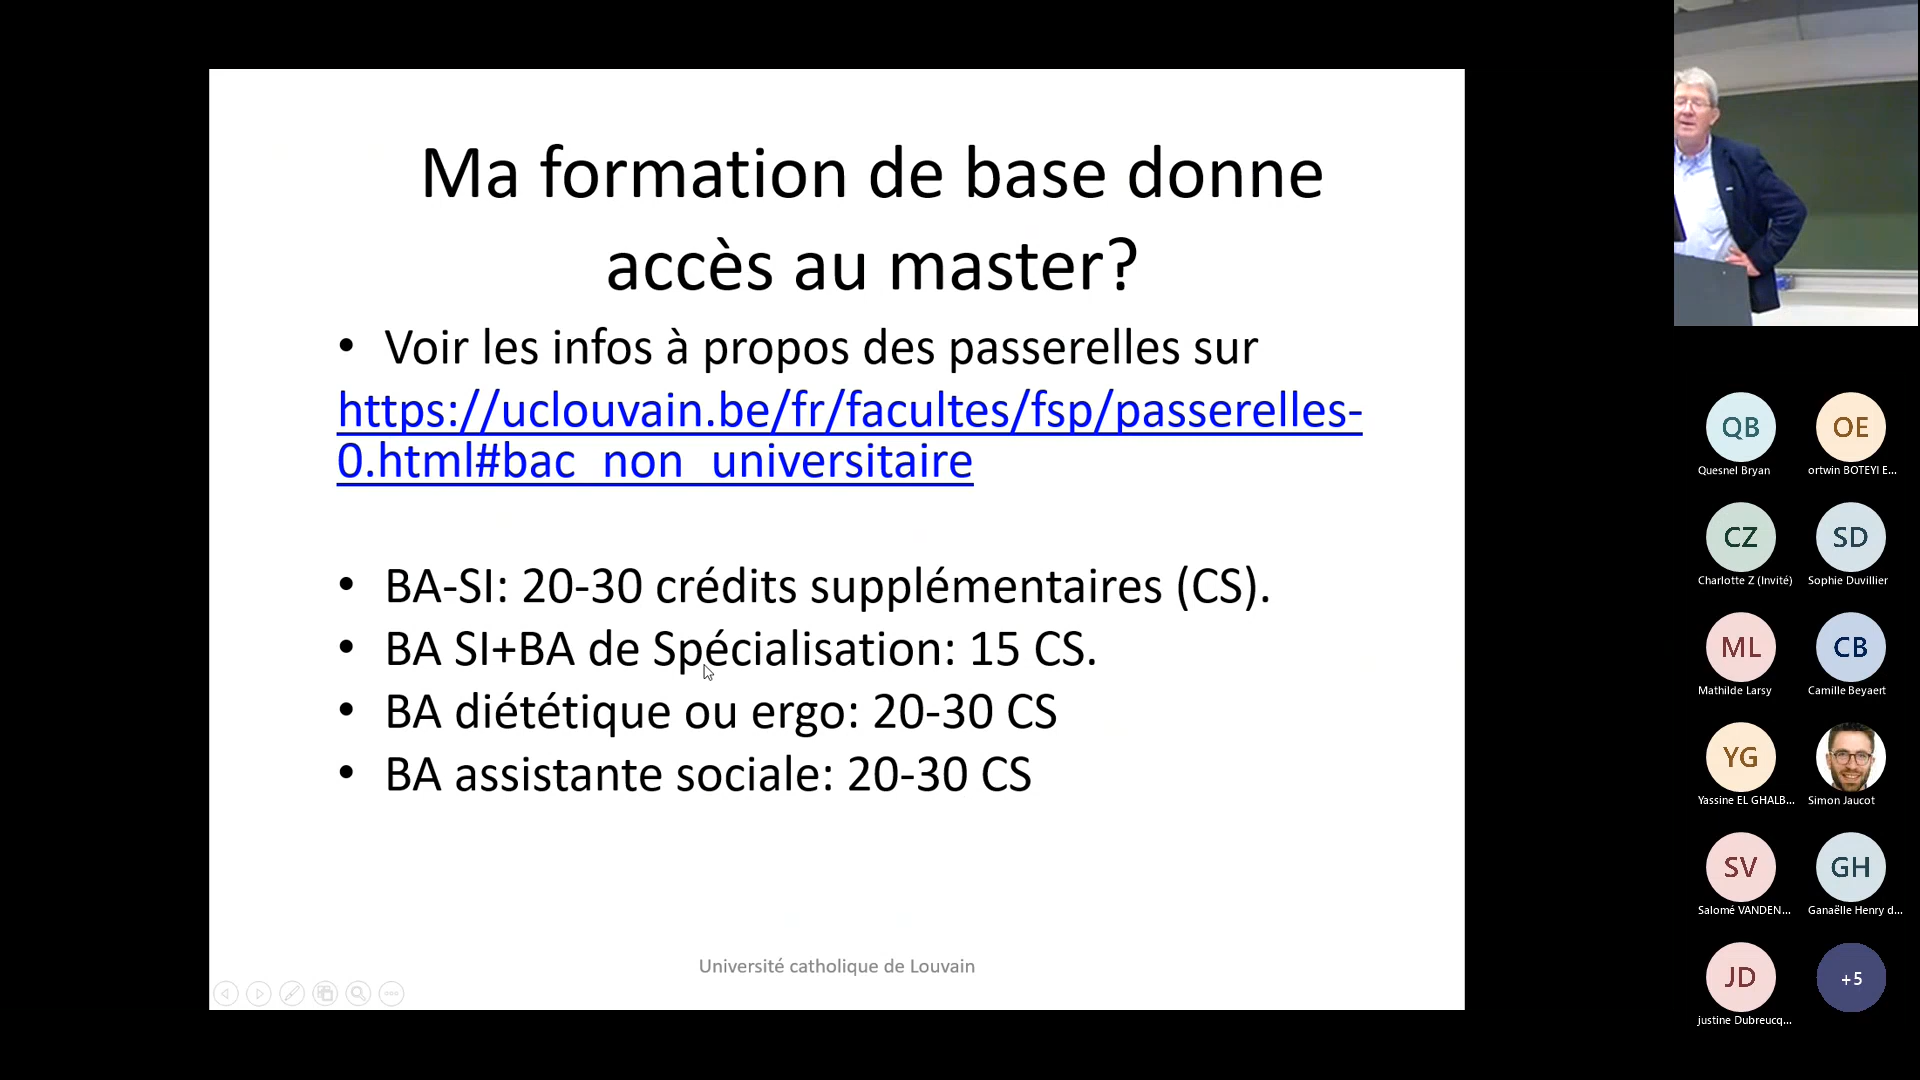 Ma formation de base donne
accès au master?
• Voir les infos à propos des passerelles sur
https://uclouvain.be/fr/facultes/fsp/passerelles-
0.html#bac_non_universitaire
• BA-SI: 20-30 crédits supplémentaires (CS).
• BA SI+BA de Spécialisation: 15 CS.
• BA diététique ou ergo: 20-30 CS
• BA assistante sociale: 20-30 CS
Université catholique de Louvain
QB
Quesnel Bryan
OE
ortwin BOTEYI E...
CZ
Charlotte Z (Invité)
SD
Sophie Duvillier
ML
Mathilde Larsy
CB
Camille Beyaert
YG
Yassine EL GHALB...
Simon Jaucot
SV
Salomé VANDEN...
GH
Ganaëlle Henry d...
JD
justine Dubreucq...
+5